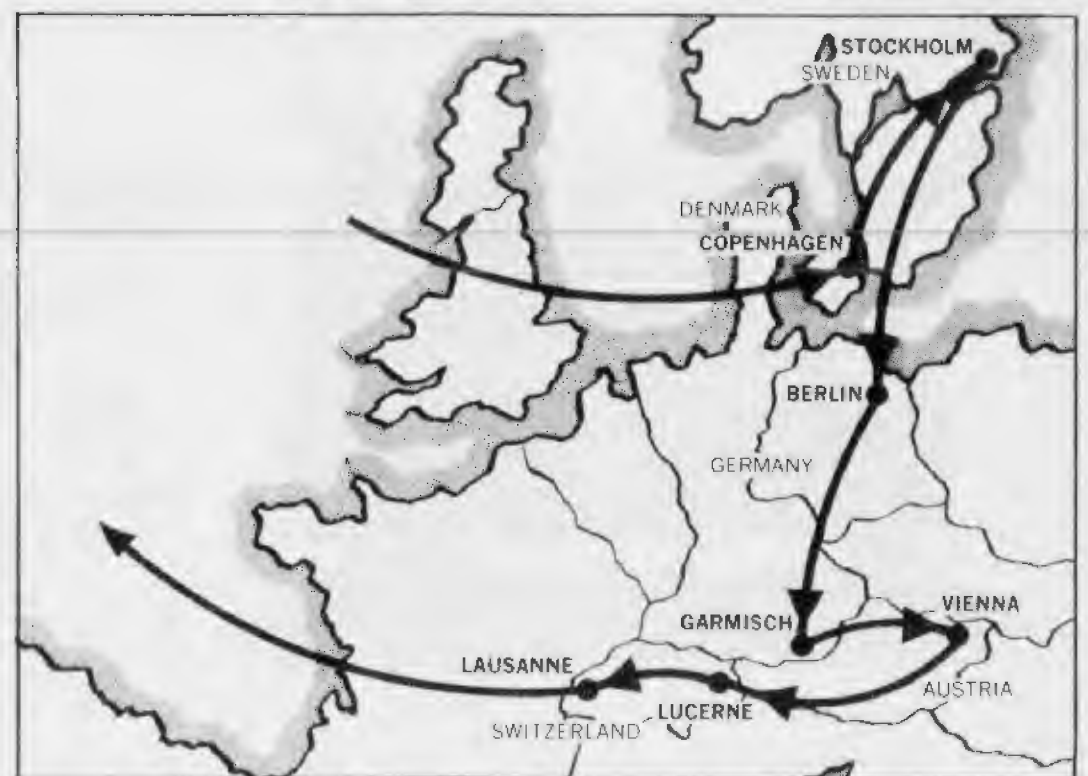 STOCKHOLM
SWEDEN
DENMARK
COPENHAGEN
BERLIN
GERMANY
VIENNA
GARMISCH
LAUSANNE
AUSTRIA
LUCERNE
SWITZERLAND